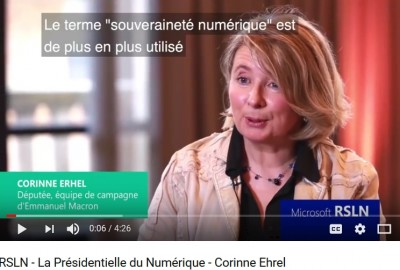 Le terme "souveraineté numérique" est
de plus en plus utilisé
CORINNE ERHEL
Députée, équipe de campagne
d'Emmanuel Macron
Microsoft RSLN
0:06 / 4:26
CC
RSLN - La Présidentielle du Numérique - Corinne Ehrel